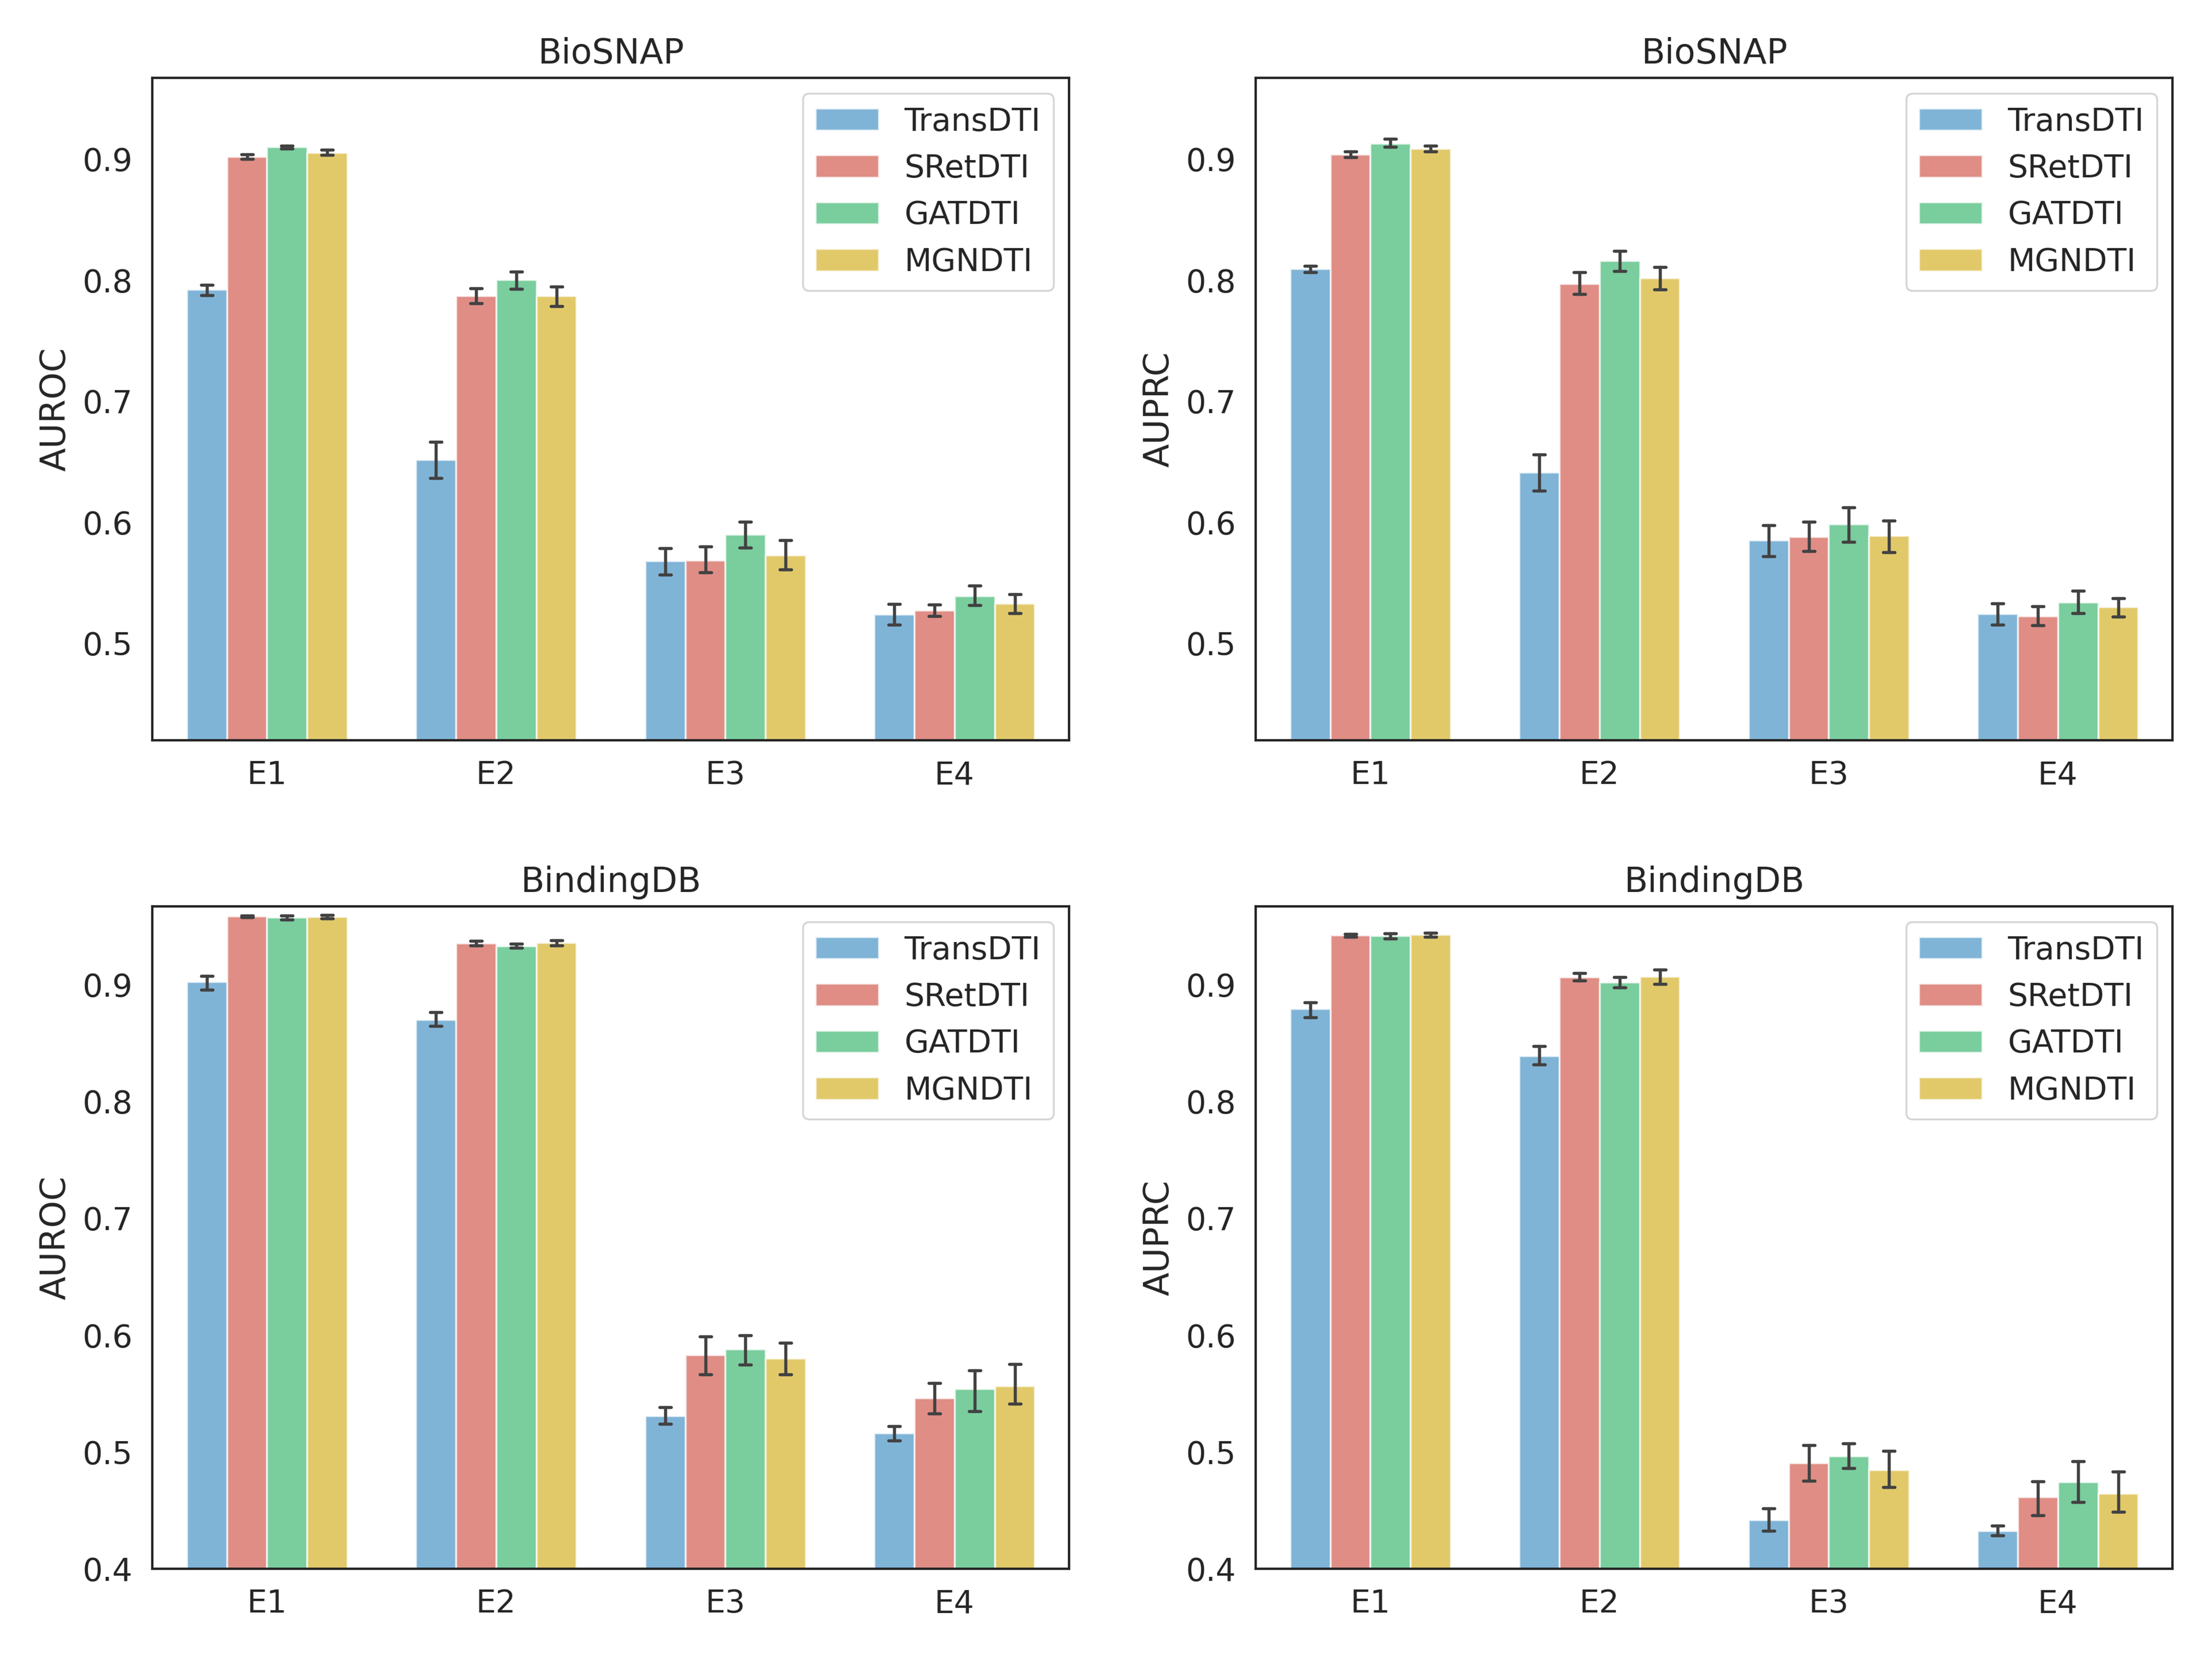 BioSNAP
AUROC
0.9
0.8
0.7
0.6
0.5
E1 E2 E3 E4
TransDTI
SRetDTI
GATDTI
MGNDTI
BioSNAP
AUPRC
0.9
0.8
0.7
0.6
0.5
E1 E2 E3 E4
TransDTI
SRetDTI
GATDTI
MGNDTI
BindingDB
AUROC
0.9
0.8
0.7
0.6
0.5
0.4
E1 E2 E3 E4
TransDTI
SRetDTI
GATDTI
MGNDTI
BindingDB
AUPRC
0.9
0.8
0.7
0.6
0.5
0.4
E1 E2 E3 E4
TransDTI
SRetDTI
GATDTI
MGNDTI